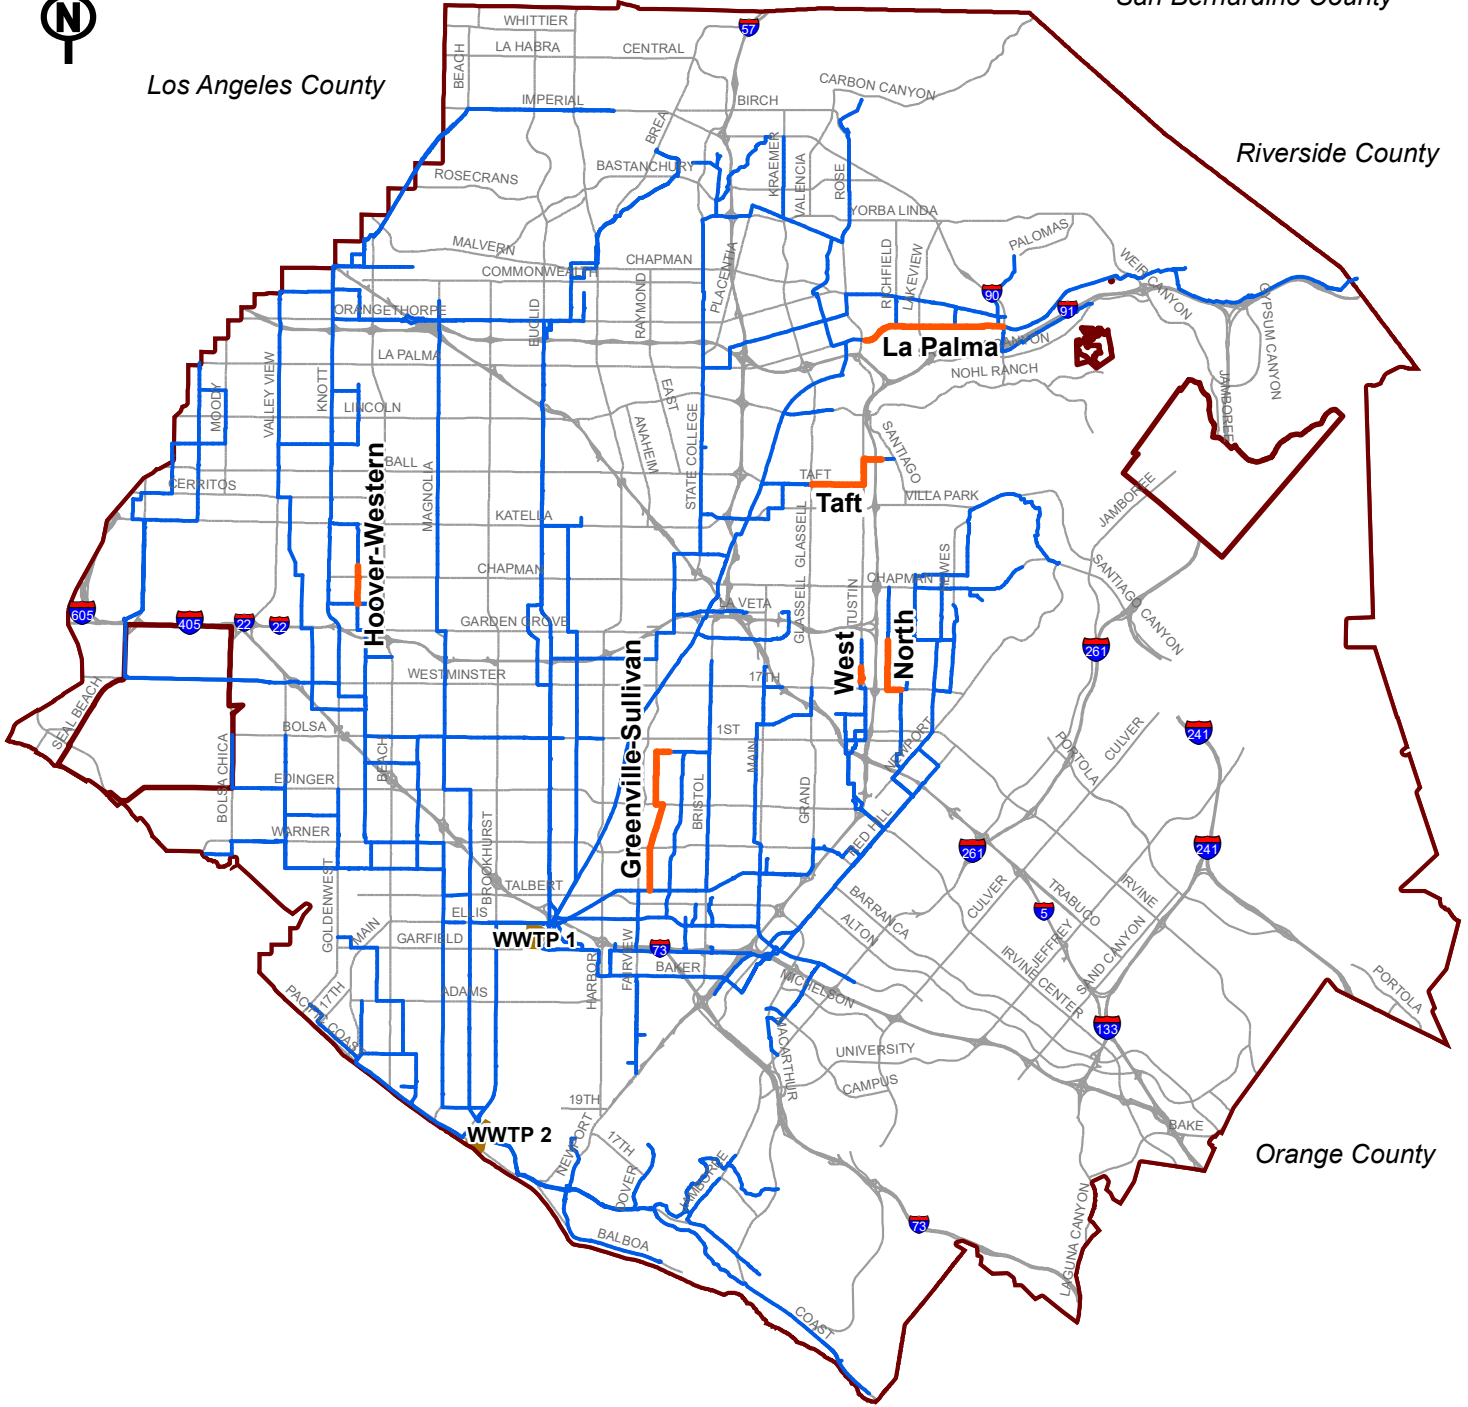 San Bernardino County
N
57
WHITTIER
LA HABRA
CENTRAL
BEACH
Los Angeles County
CARBON CANYON
IMPERIAL
BIRCH
BREA
Riverside County
ROSECRANS
BASTANCHURY
KRAEMER
VALENCIA
ROSE
YORBA LINDA
MALVERN
CHAPMAN
COMMONWEALTH
PLACENTIA
RICHFIELD
LAKEVIEW
PALOMAS
WEIR CANYON
GYPSUM CANYON
90
91
ORANGETHORPE
EUCLID
RAYMOND
La Palma
CANYON
LA PALMA
NOHL RANCH
JAMBOREE
MOODY
VALLEY VIEW
KNOTT
LINCOLN
EAST
ANAHEIM
STATE COLLEGE
SANTIAGO
BALL
MAGNOLIA
CERRITOS
TAFT
Taft
VILLA PARK
JAMBOREE
KATELLA
Hoover-Western
GLASSELL
CHAPMAN
CHAPMAN
HEWES
SANTIAGO CANYON
605
405
22
22
GARDEN GROVE
LA VETA
GLASSELL
TUSTIN
261
West
North
WESTMINSTER
17TH
SEAL BEACH
Greenville-Sullivan
BOLSA
1ST
MAIN
NEWPORT
PORTOLA
CULVER
241
BOLSA CHICA
BEACH
EDINGER
BRISTOL
GRAND
WARNER
BROOKHURST
RED HILL
261
241
GOLDENWEST
TALBERT
5
CULVER
TRABUCO
IRVINE
BARRANCA
ALTON
ELLIS
MAIN
GARFIELD
WWTP 1
73
JEFFREY
SAND CANYON
IRVINE CENTER
BAKER
FAIRVIEW
HARBOR
MICHELSON
PORTOLA
ADAMS
17TH
PACIFIC COAST
133
UNIVERSITY
MACARTHUR
CAMPUS
19TH
BAKE
WWTP 2
NEWPORT
17TH
DOVER
JAMBOREE
Orange County
73
LAGUNA CANYON
BALBOA
COAST